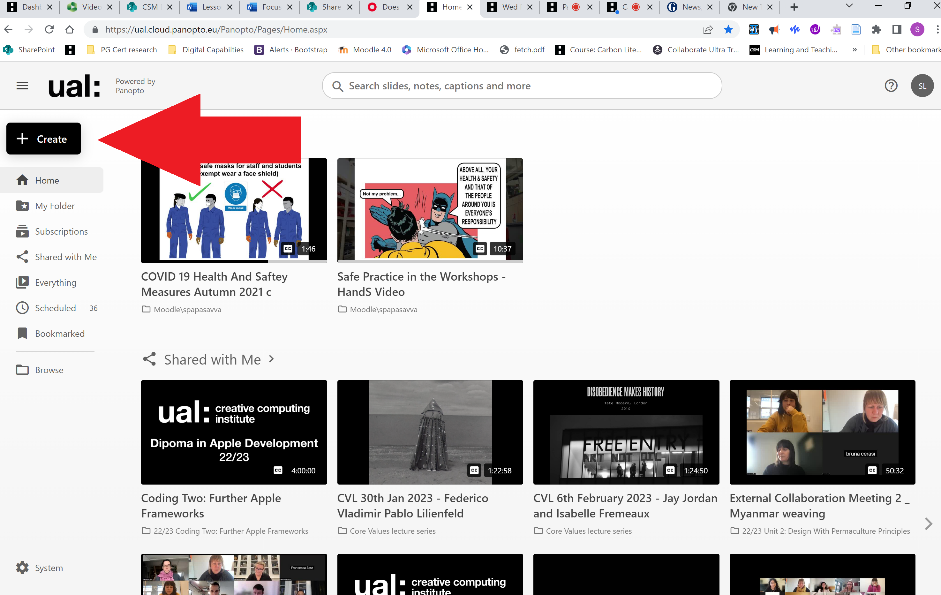 Dash
Video
CSM
Lesso
Focus
Share
Does
Home
Wed
P
C
News
New
https://ual.cloud.panopto.eu/Panopto/Pages/Home.aspx
S
SharePoint
PG Cert research
Digital Capabilties
Alerts · Bootstrap
Moodle 4.0
Microsoft Office Ho...
fetch.pdf
Course: Carbon Lite...
Collaborate Ultra Tr...
Learning and Teachi...
»
Other bookmark
ual:
Powered by
Panopto
Search slides, notes, captions and more
SL
+ Create
Home
My Folder
Subscriptions
Shared with Me
Everything
Scheduled 36
Bookmarked
Browse
System
safe masks for staff and students
exempt wear a face shield)
CC 1:46
COVID 19 Health And Saftey
Measures Autumn 2021 c
Moodle\spapasavva
Not my problem..
ABOVE ALL, YOUR
HEALTH & SAFETY
AND THAT OF
THE PEOPLE
AROUND YOU IS
EVERYONE'S
RESPONSIBILITY
CC 10:37
Safe Practice in the Workshops -
HandS Video
Moodle\spapasavva
Shared with Me >
ual: creative computing
institute
Dipoma in Apple Development
22/23
CC 4:00:00
Coding Two: Further Apple
Frameworks
22/23 Coding Two: Further Apple Frameworks
CC 1:22:58
CVL 30th Jan 2023 - Federico
Vladimir Pablo Lilienfeld
Core Values lecture series
DISOBEDIENCE MAKES HISTORY
FREE ENTRY
CC 1:24:50
CVL 6th February 2023 - Jay Jordan
and Isabelle Fremeaux
Core Values lecture series
bruna corasi
CC 50:32
External Collaboration Meeting 2 _
Myanmar weaving
22/23 Unit 2: Design With Permaculture Principles
ual: creative computing
institute